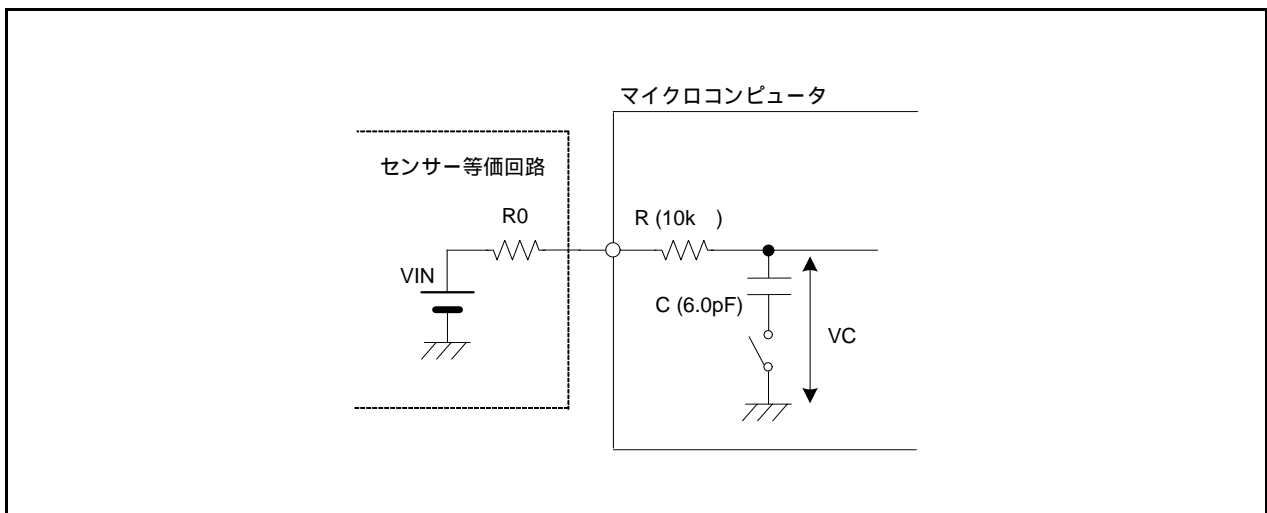 マイクロコンピュータ
センサー等価回路
R0
R (10k )
VIN
C (6.0pF)
VC